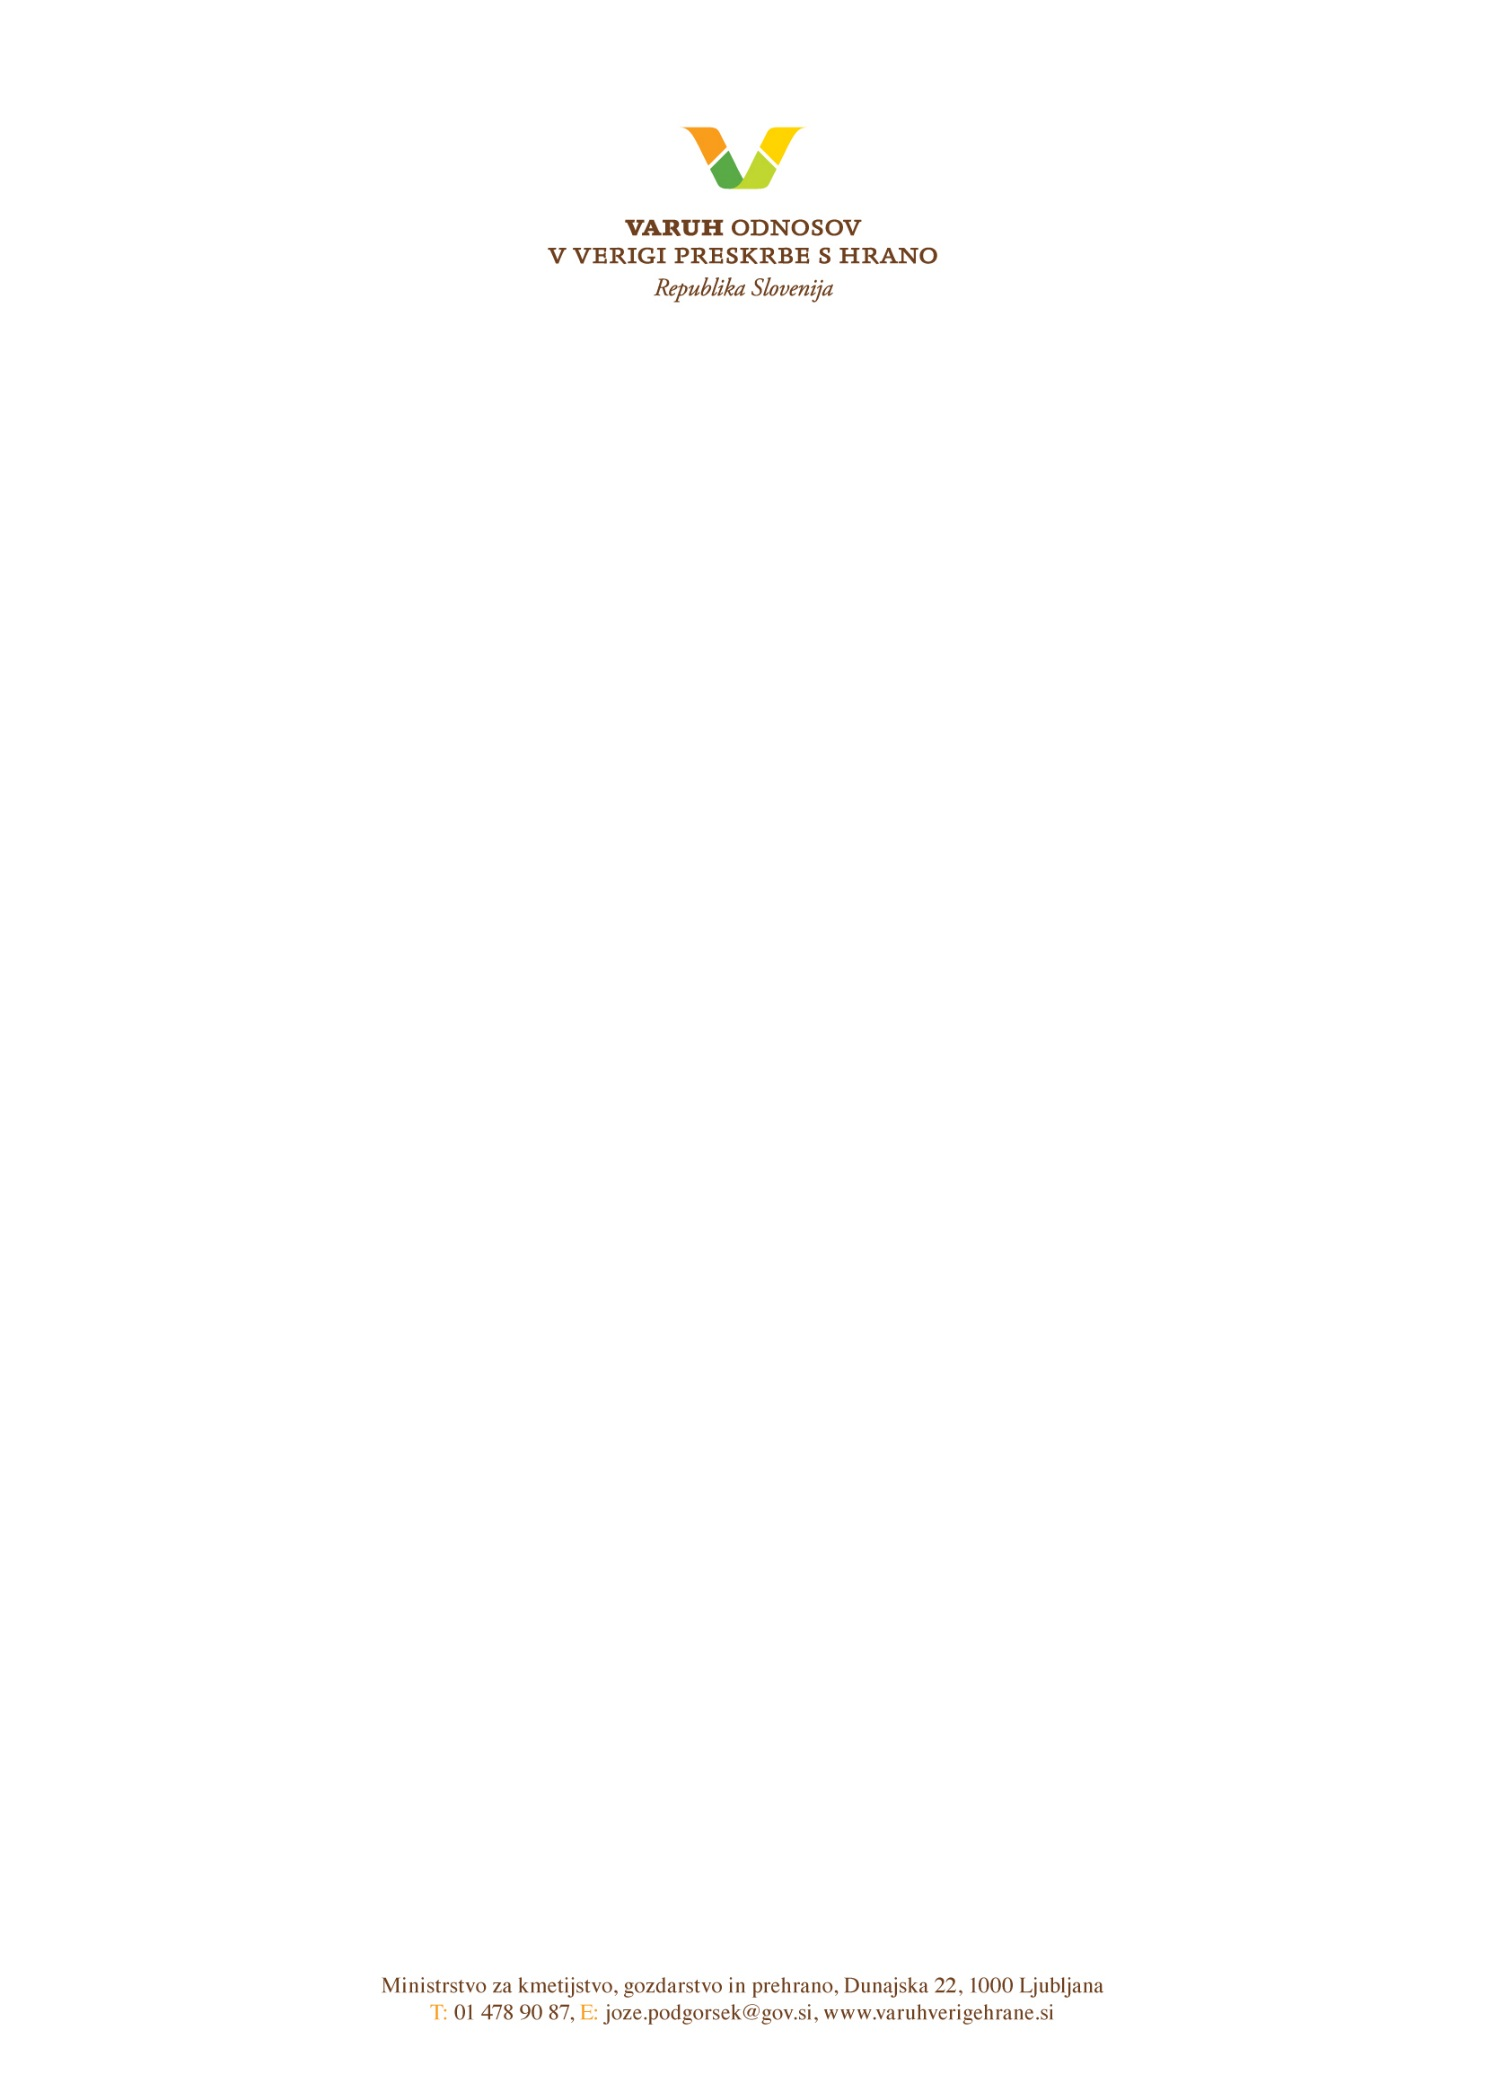 VARUH ODNOSOV
V VERIGI PRESKRBE S HRANO
Republika Slovenija
Ministrstvo za kmetijstvo, gozdarstvo in prehrano, Dunajska 22, 1000 Ljubljana
T: 01 478 90 87, E: joze.podgorsek@gov.si, www.varuhverigehrane.si